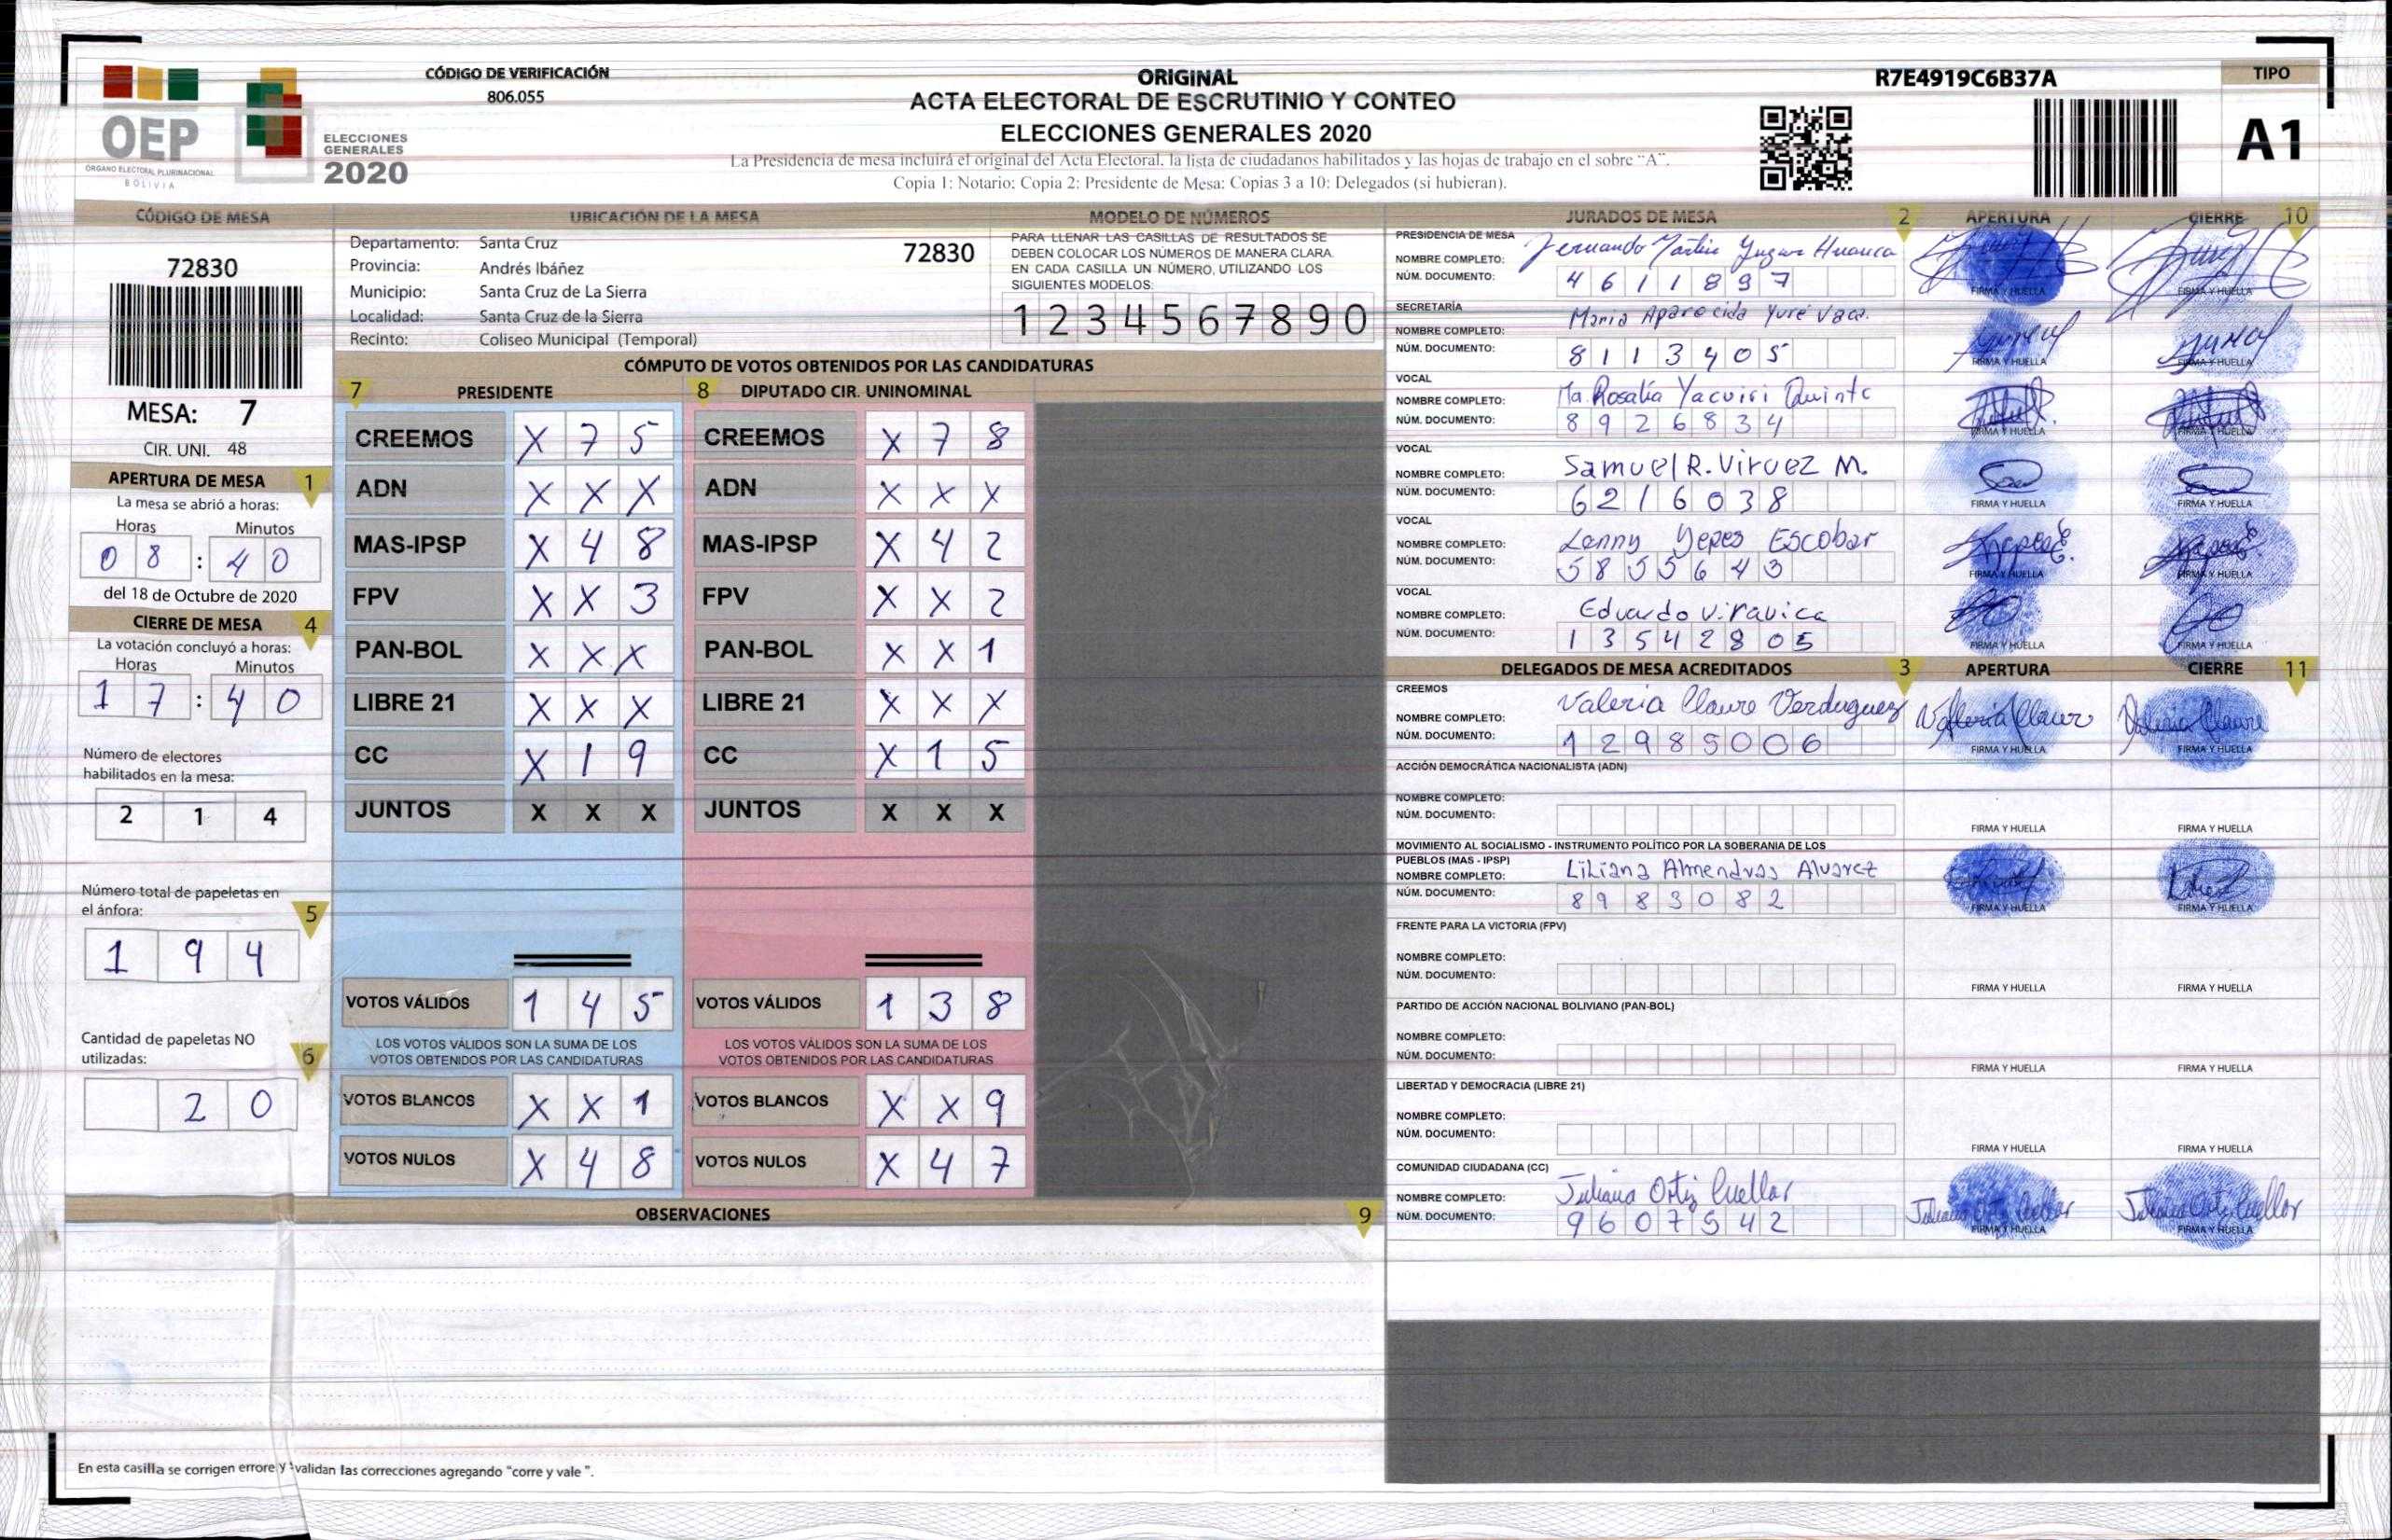 CÓDIGO DE VERIFICACIÓN
806.055
ORIGINAL
ACTA ELECTORAL DE ESCRUTINIO Y CONTEO
ELECCIONES GENERALES 2020
La Presidencia de mesa incluirá el original del Acta Electoral, la lista de ciudadanos habilitados y las hojas de trabajo en el sobre "A".
Copia 1: Notario; Copia 2: Presidente de Mesa; Copias 3 a 10: Delegados (si hubieran).
R7E4919C6B37A
TIPO
A1
OEP
ÓRGANO ELECTORAL PLURINACIONAL
BOLIVIA
ELECCIONES
GENERALES
2020
CÓDIGO DE MESA
72830
MESA: 7
CIR. UNI. 48
APERTURA DE MESA 1
La mesa se abrió a horas:
Horas Minutos
0 8 : 4 0
del 18 de Octubre de 2020
CIERRE DE MESA 4
La votación concluyó a horas:
Horas Minutos
1 7 : 4 0
Número de electores
habilitados en la mesa:
2 1 4
Número total de papeletas en
el ánfora: 5
1 9 4
Cantidad de papeletas NO
utilizadas: 6
2 0
UBICACIÓN DE LA MESA
Departamento: Santa Cruz 72830
Provincia: Andrés Ibáñez
Municipio: Santa Cruz de La Sierra
Localidad: Santa Cruz de la Sierra
Recinto: Coliseo Municipal (Temporal)
MODELO DE NÚMEROS
PARA LLENAR LAS CASILLAS DE RESULTADOS SE
DEBEN COLOCAR LOS NÚMEROS DE MANERA CLARA.
EN CADA CASILLA UN NÚMERO, UTILIZANDO LOS
SIGUIENTES MODELOS:
1 2 3 4 5 6 7 8 9 0
CÓMPUTO DE VOTOS OBTENIDOS POR LAS CANDIDATURAS
7 PRESIDENTE 8 DIPUTADO CIR. UNINOMINAL
CREEMOS X 7 5 CREEMOS X 7 8
ADN X X X ADN X X X
MAS-IPSP X 4 8 MAS-IPSP X 4 2
FPV X X 3 FPV X X 2
PAN-BOL X X X PAN-BOL X X 1
LIBRE 21 X X X LIBRE 21 X X X
CC X 1 9 CC X 1 5
JUNTOS X X X JUNTOS X X X
VOTOS VÁLIDOS 1 4 5 VOTOS VÁLIDOS 1 3 8
LOS VOTOS VÁLIDOS SON LA SUMA DE LOS LOS VOTOS VÁLIDOS SON LA SUMA DE LOS
VOTOS OBTENIDOS POR LAS CANDIDATURAS VOTOS OBTENIDOS POR LAS CANDIDATURAS
VOTOS BLANCOS X X 1 VOTOS BLANCOS X X 9
VOTOS NULOS X 4 8 VOTOS NULOS X 4 7
OBSERVACIONES 9
En esta casilla se corrigen errore y validan las correcciones agregando "corre y vale ".
JURADOS DE MESA 2 APERTURA CIERRE 10
PRESIDENCIA DE MESA
NOMBRE COMPLETO: Fernando Martin Yugar Huanca
NÚM. DOCUMENTO: 4 6 1 1 8 9 7
FIRMA Y HUELLA FIRMA Y HUELLA
SECRETARÍA
NOMBRE COMPLETO: Maria Aparecida Yuré Vaca.
NÚM. DOCUMENTO: 8 1 1 3 4 0 5
FIRMA Y HUELLA FIRMA Y HUELLA
VOCAL
NOMBRE COMPLETO: Ma. Rosalía Yacuiri Quinte
NÚM. DOCUMENTO: 8 9 2 6 8 3 4
FIRMA Y HUELLA FIRMA Y HUELLA
VOCAL
NOMBRE COMPLETO: Samuel R. Viruez M.
NÚM. DOCUMENTO: 6 2 1 6 0 3 8
FIRMA Y HUELLA FIRMA Y HUELLA
VOCAL
NOMBRE COMPLETO: Lenny Yepes Escobar
NÚM. DOCUMENTO: 5 8 5 5 6 4 3
FIRMA Y HUELLA FIRMA Y HUELLA
VOCAL
NOMBRE COMPLETO: Eduardo Viravica
NÚM. DOCUMENTO: 1 3 5 4 2 8 0 5
FIRMA Y HUELLA FIRMA Y HUELLA
DELEGADOS DE MESA ACREDITADOS 3 APERTURA CIERRE 11
CREEMOS
NOMBRE COMPLETO: Valeria Claure Verduguez
NÚM. DOCUMENTO: 1 2 9 8 5 0 0 6
Valeria Claure Valeria Claure
FIRMA Y HUELLA FIRMA Y HUELLA
ACCIÓN DEMOCRÁTICA NACIONALISTA (ADN)
NOMBRE COMPLETO:
NÚM. DOCUMENTO:
FIRMA Y HUELLA FIRMA Y HUELLA
MOVIMIENTO AL SOCIALISMO - INSTRUMENTO POLÍTICO POR LA SOBERANIA DE LOS
PUEBLOS (MAS - IPSP)
NOMBRE COMPLETO: Liliana Almendras Alvarez
NÚM. DOCUMENTO: 8 9 8 3 0 8 2
FIRMA Y HUELLA FIRMA Y HUELLA
FRENTE PARA LA VICTORIA (FPV)
NOMBRE COMPLETO:
NÚM. DOCUMENTO:
FIRMA Y HUELLA FIRMA Y HUELLA
PARTIDO DE ACCIÓN NACIONAL BOLIVIANO (PAN-BOL)
NOMBRE COMPLETO:
NÚM. DOCUMENTO:
FIRMA Y HUELLA FIRMA Y HUELLA
LIBERTAD Y DEMOCRACIA (LIBRE 21)
NOMBRE COMPLETO:
NÚM. DOCUMENTO:
FIRMA Y HUELLA FIRMA Y HUELLA
COMUNIDAD CIUDADANA (CC)
NOMBRE COMPLETO: Juliana Ortiz Cuellar
NÚM. DOCUMENTO: 9 6 0 7 5 4 2
Juliana Ortiz Cuellar Juliana Ortiz Cuellar
FIRMA Y HUELLA FIRMA Y HUELLA